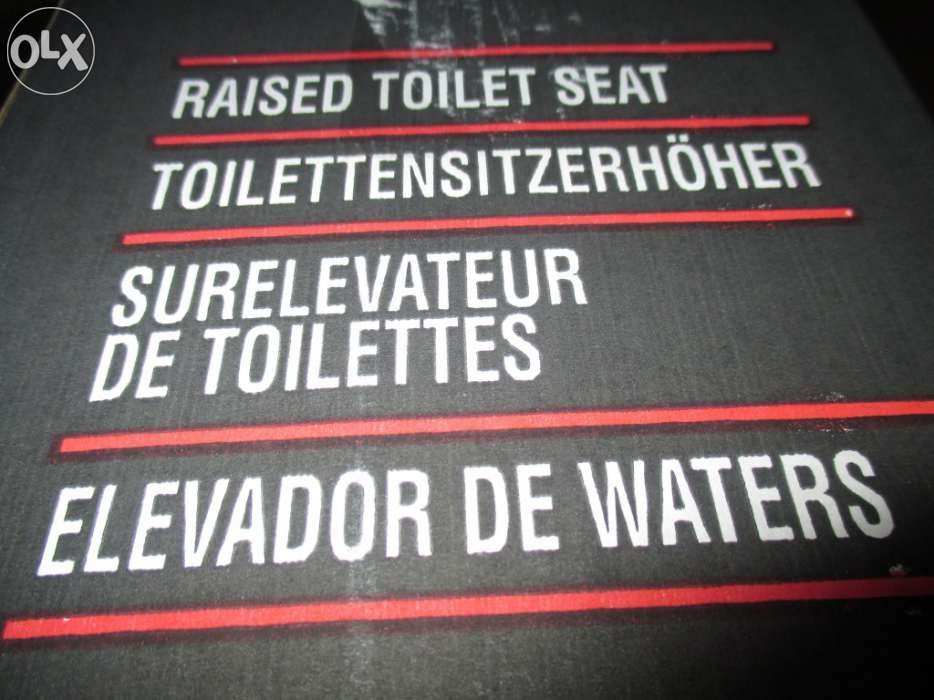 OLX
RAISED TOILET SEAT
TOILETTENSITZERHÖHER
SURELEVATEUR
DE TOILETTES
ELEVADOR DE WATERS